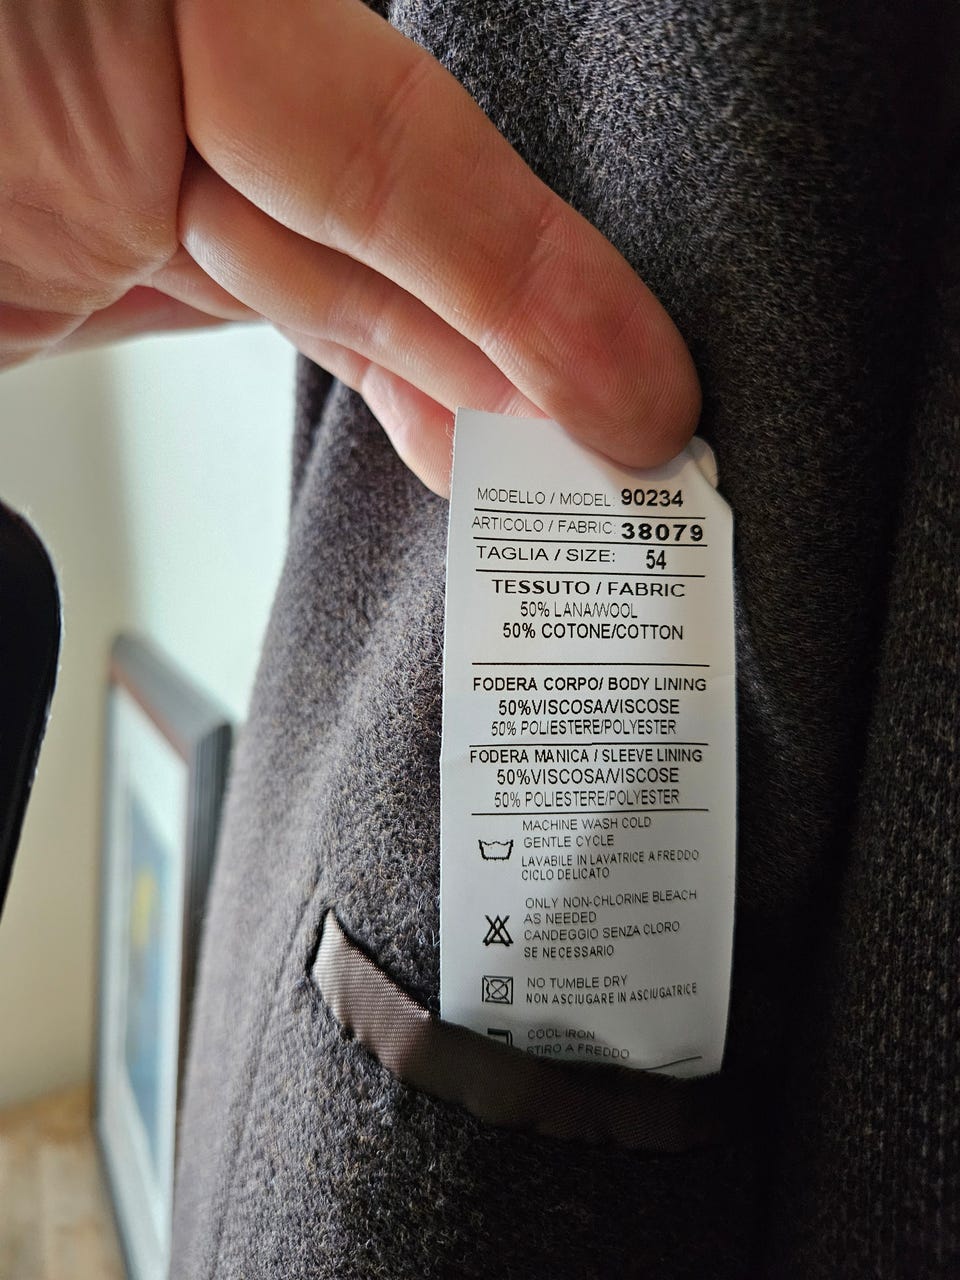 MODELLO / MODEL: 90234
ARTICOLO / FABRIC: 38079
TAGLIA / SIZE: 54
TESSUTO / FABRIC
50% LANA/WOOL
50% COTONE/COTTON
FODERA CORPO/ BODY LINING
50%VISCOSA/VISCOSE
50% POLIESTERE/POLYESTER
FODERA MANICA / SLEEVE LINING
50%VISCOSA/VISCOSE
50% POLIESTERE/POLYESTER
MACHINE WASH COLD
GENTLE CYCLE
LAVABILE IN LAVATRICE A FREDDO
CICLO DELICATO
ONLY NON-CHLORINE BLEACH
AS NEEDED
CANDEGGIO SENZA CLORO
SE NECESSARIO
NO TUMBLE DRY
NON ASCIUGARE IN ASCIUGATRICE
COOL IRON
STIRO A FREDDO